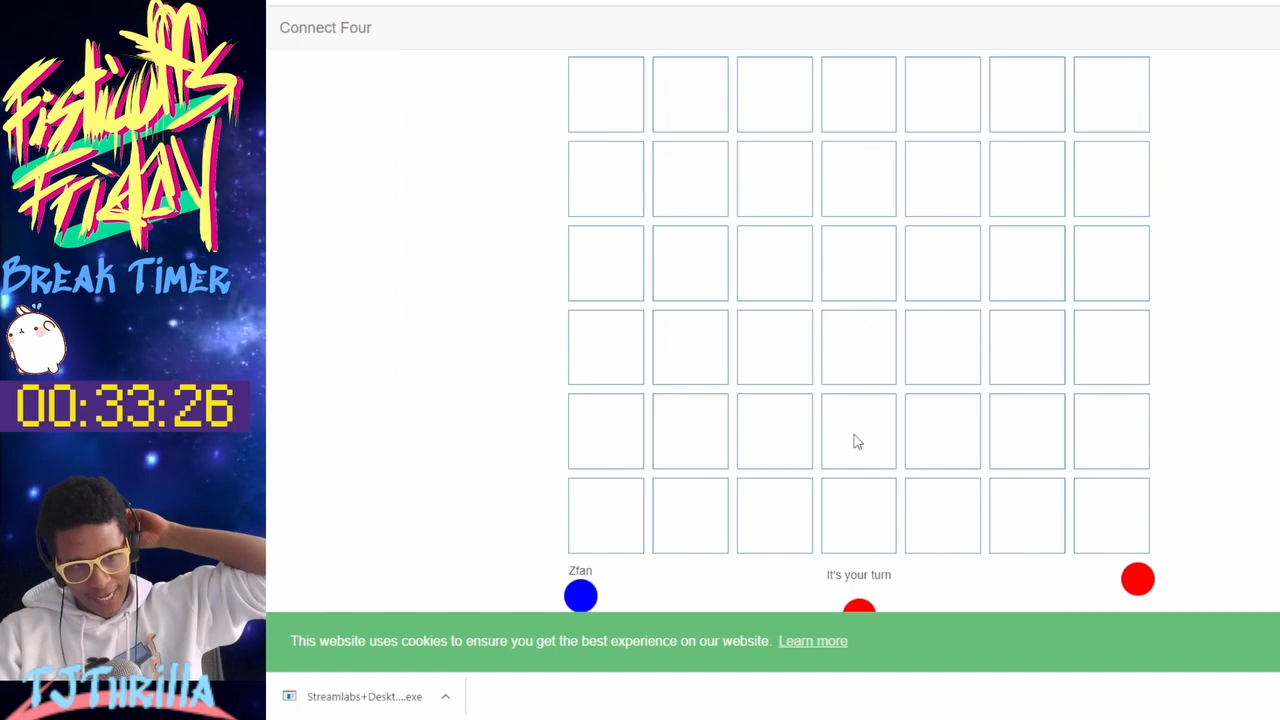 Connect Four
Fisticuffs
Friday
Break Timer
00:33:26
TJThrilla
Zfan
It's your turn
This website uses cookies to ensure you get the best experience on our website. Learn more
Streamlabs+Deskt....exe